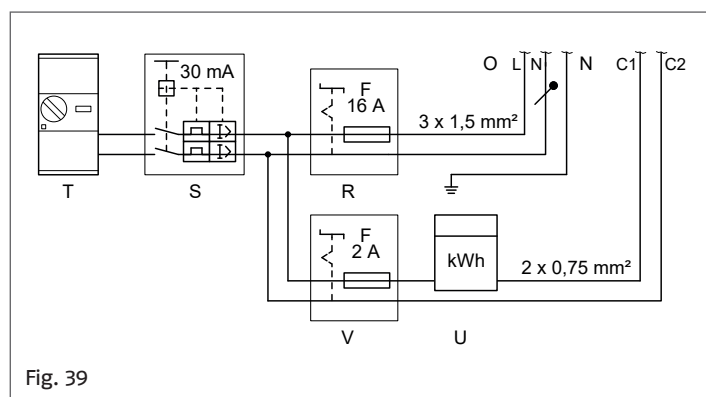 30 mA
F
16 A
O L N N C1 C2
3 x 1,5 mm²
T S R
F
2 A
kWh
2 x 0,75 mm²
V U
Fig. 39